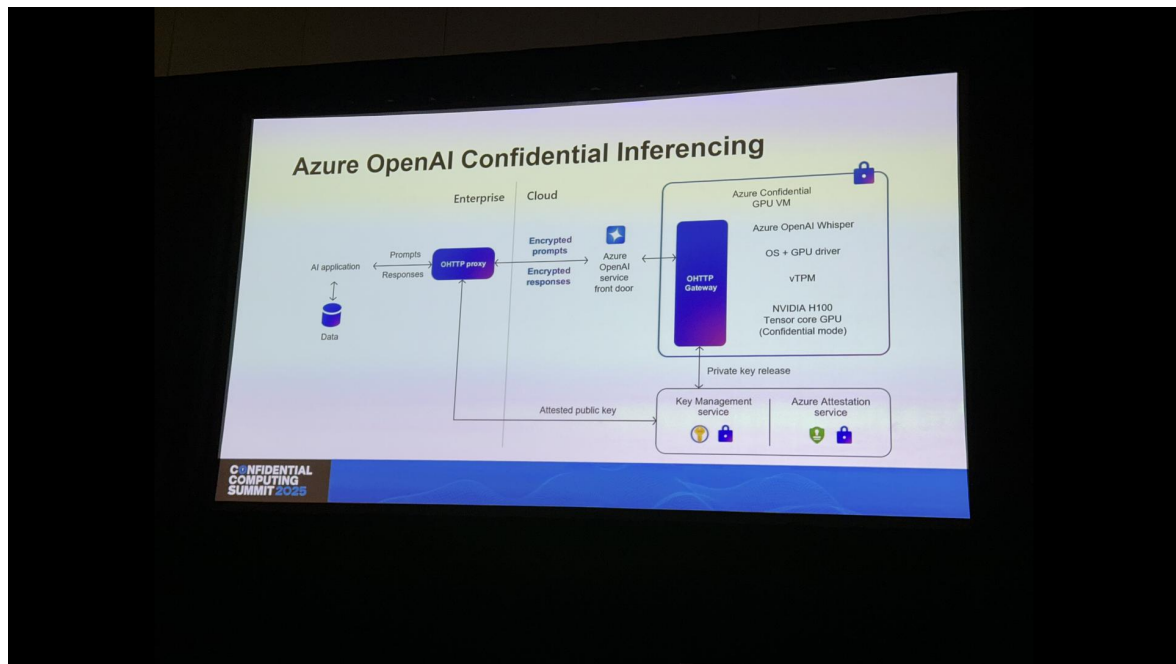 Azure OpenAI Confidential Inferencing
Enterprise
Cloud
AI application
Prompts
Responses
Data
OHTTP proxy
Encrypted
prompts
Encrypted
responses
Azure
OpenAI
service
front door
Azure Confidential
GPU VM
OHTTP
Gateway
Azure OpenAI Whisper
OS + GPU driver
vTPM
NVIDIA H100
Tensor core GPU
(Confidential mode)
Private key release
Attested public key
Key Management
service
Azure Attestation
service
CONFIDENTIAL
COMPUTING
SUMMIT 2025